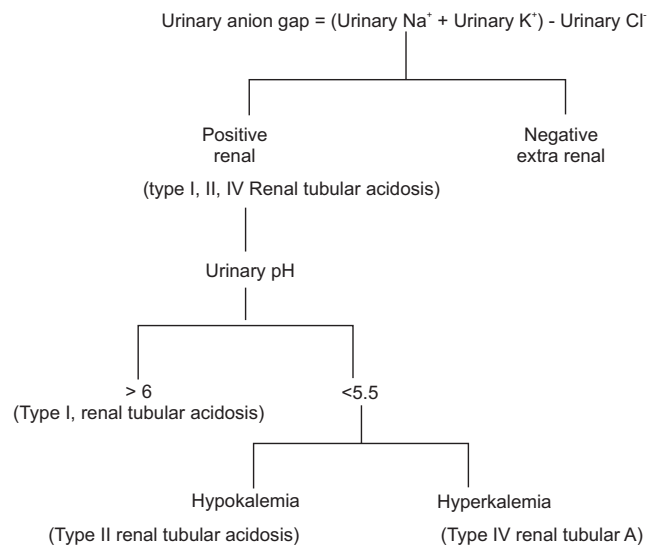 Urinary anion gap = (Urinary Na⁺ + Urinary K⁺) - Urinary Cl⁻
Positive
renal
Negative
extra renal
(type I, II, IV Renal tubular acidosis)
Urinary pH
> 6
(Type I, renal tubular acidosis)
<5.5
Hypokalemia
(Type II renal tubular acidosis)
Hyperkalemia
(Type IV renal tubular A)